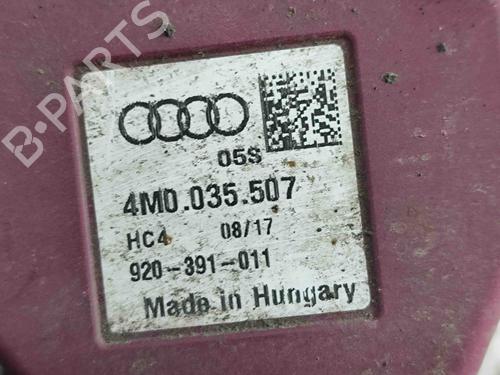 B-PARTS
05S
4M0.035.507
HC4 08/17
920-391-011
Made in Hungary